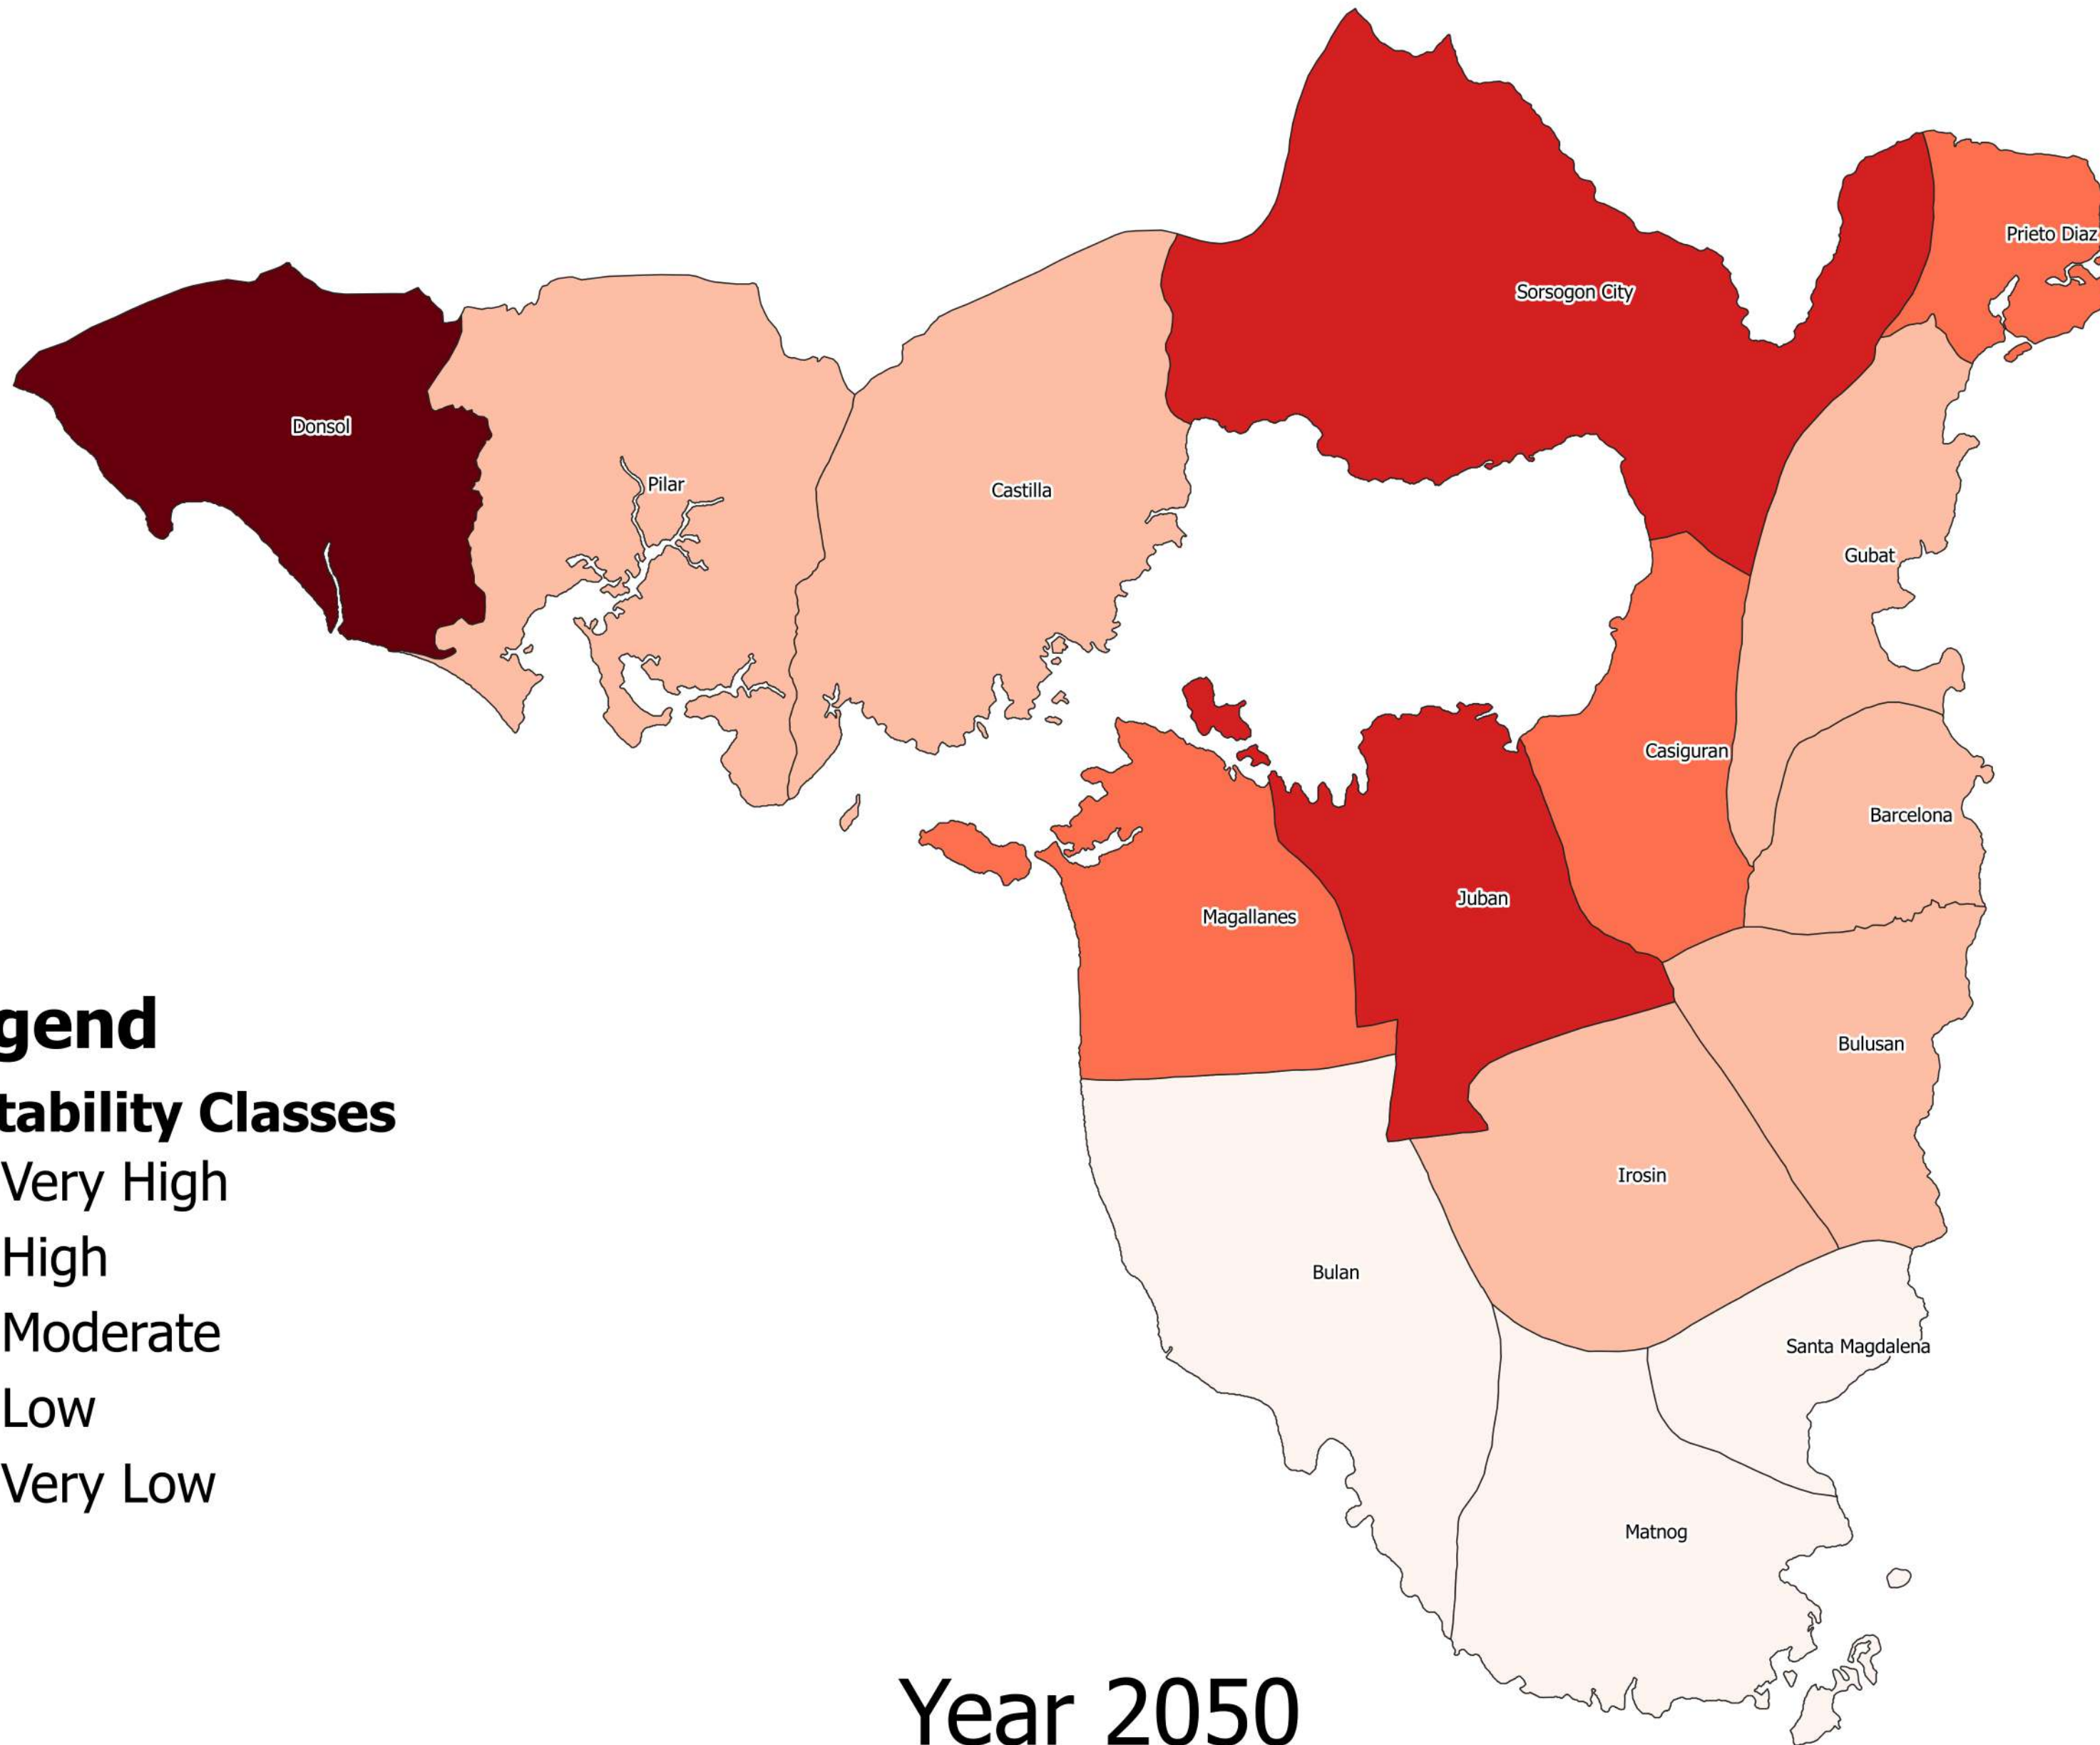 Sorsogon City
Prieto Diaz
Donsol
Pilar
Castilla
Gubat
Casiguran
Barcelona
Juban
Magallanes
Bulusan
Irosin
Bulan
Santa Magdalena
Matnog
gend
tability Classes
Very High
High
Moderate
Low
Very Low
Year 2050